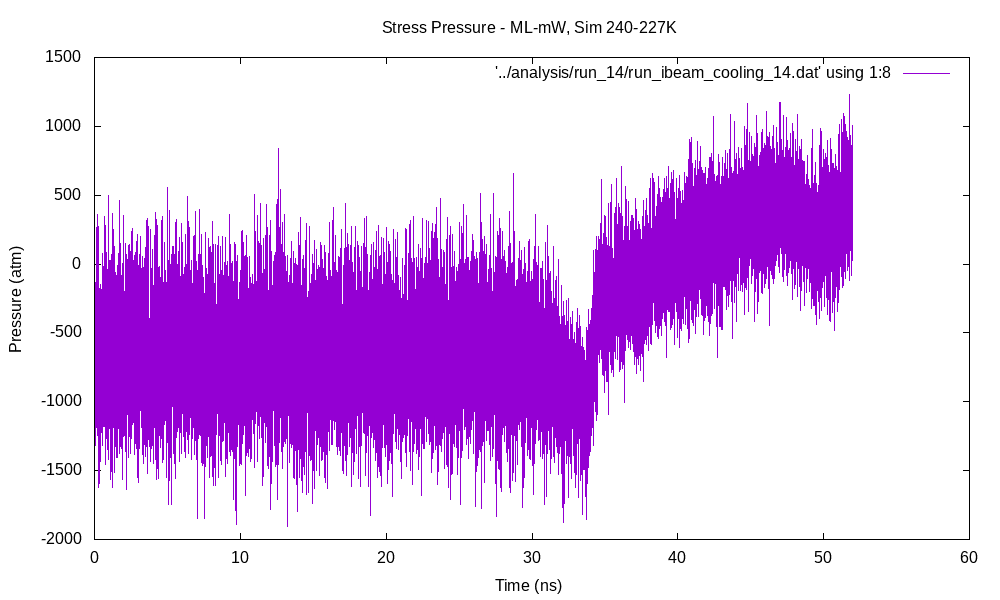 Stress Pressure - ML-mW, Sim 240-227K
'../analysis/run_14/run_ibeam_cooling_14.dat' using 1:8
1500
1000
500
0
-500
-1000
-1500
-2000
Pressure (atm)
0 10 20 30 40 50 60
Time (ns)